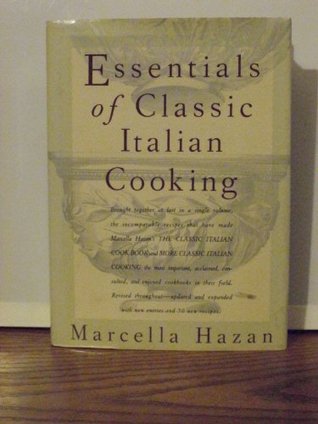 Essentials
of Classic
Italian
Cooking
Brought together at last in a single volume,
the incomparable recipes that have made
Marcella Hazan's THE CLASSIC ITALIAN
COOK BOOK and MORE CLASSIC ITALIAN
COOKING the most important, acclaimed, con-
sulted, and enjoyed cookbooks in their field.
Revised throughout—updated and expanded
with new entries and 50 new recipes.
Marcella Hazan